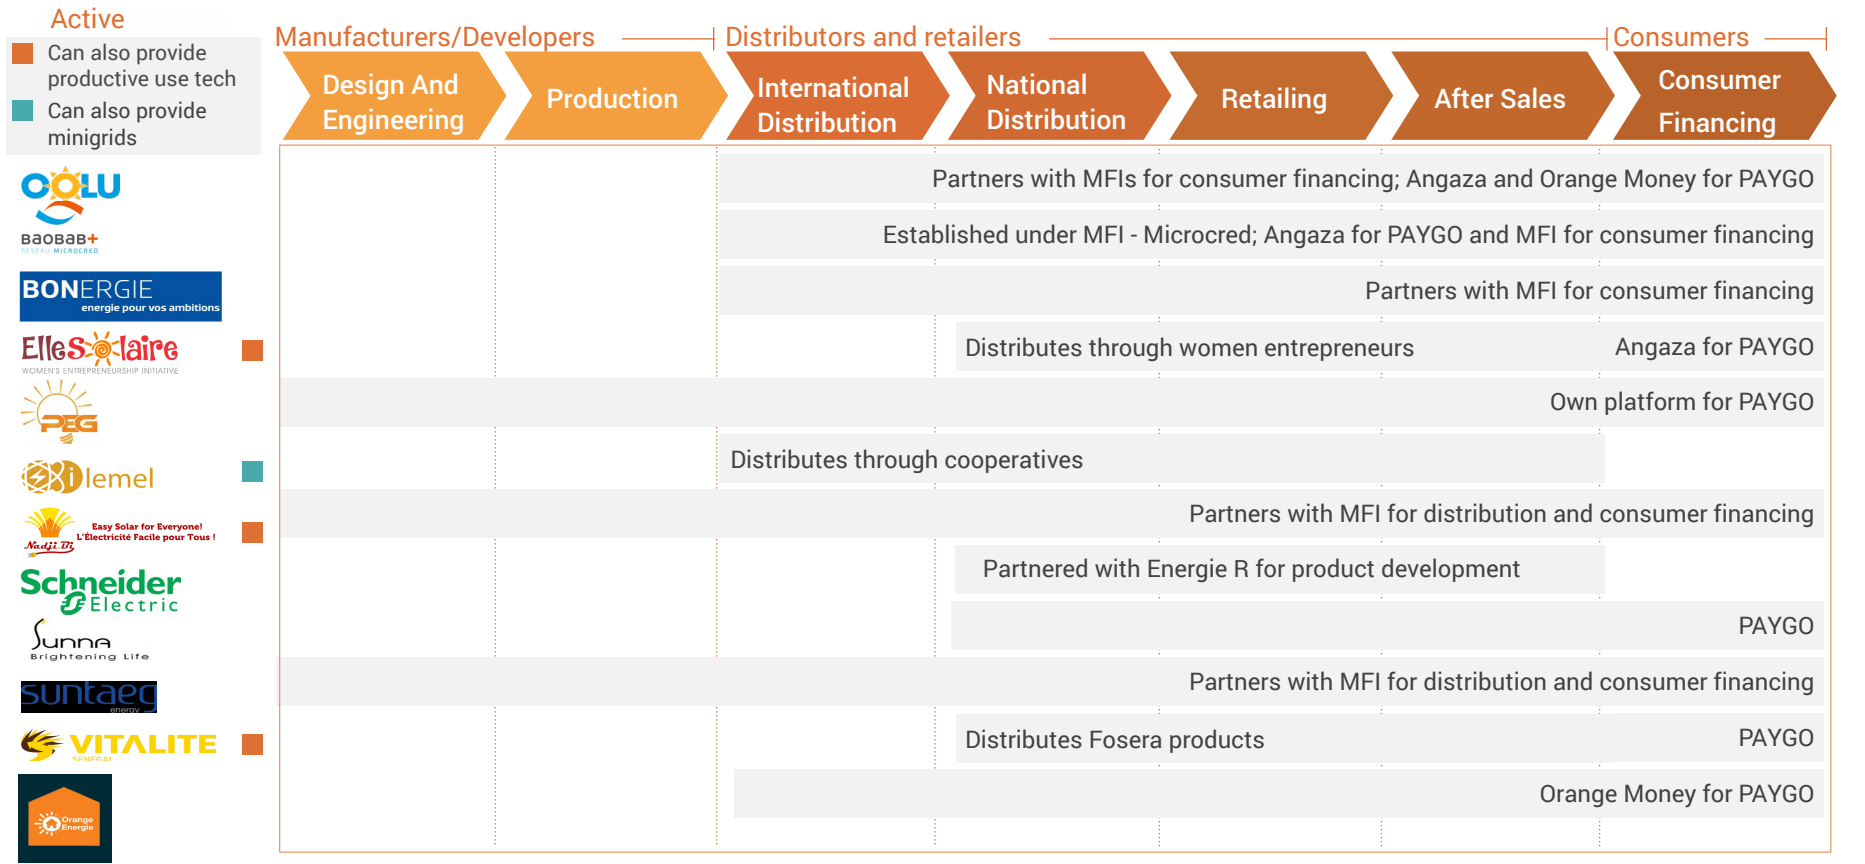 Active
Can also provide
productive use tech
Can also provide
minigrids
Manufacturers/Developers
Distributors and retailers
Consumers
Design And
Engineering
Production
International
Distribution
National
Distribution
Retailing
After Sales
Consumer
Financing
OOLU
Partners with MFIs for consumer financing; Angaza and Orange Money for PAYGO
BAOBAB+
RESEAU MICROCRED
Established under MFI - Microcred; Angaza for PAYGO and MFI for consumer financing
BONERGIE
energie pour vos ambitions
Partners with MFI for consumer financing
Elle Solaire
WOMEN'S ENTREPRENEURSHIP INITIATIVE
Distributes through women entrepreneurs
Angaza for PAYGO
PEG
Own platform for PAYGO
ilemel
Distributes through cooperatives
Nadji.Bi
Easy Solar for Everyone!
L'Électricité Facile pour Tous !
Partners with MFI for distribution and consumer financing
Schneider
Electric
Partnered with Energie R for product development
Sunna
Brightening Life
PAYGO
suntaeg
energy
Partners with MFI for distribution and consumer financing
VITALITE
SENEGAL
Distributes Fosera products
PAYGO
Orange
Energie
Orange Money for PAYGO